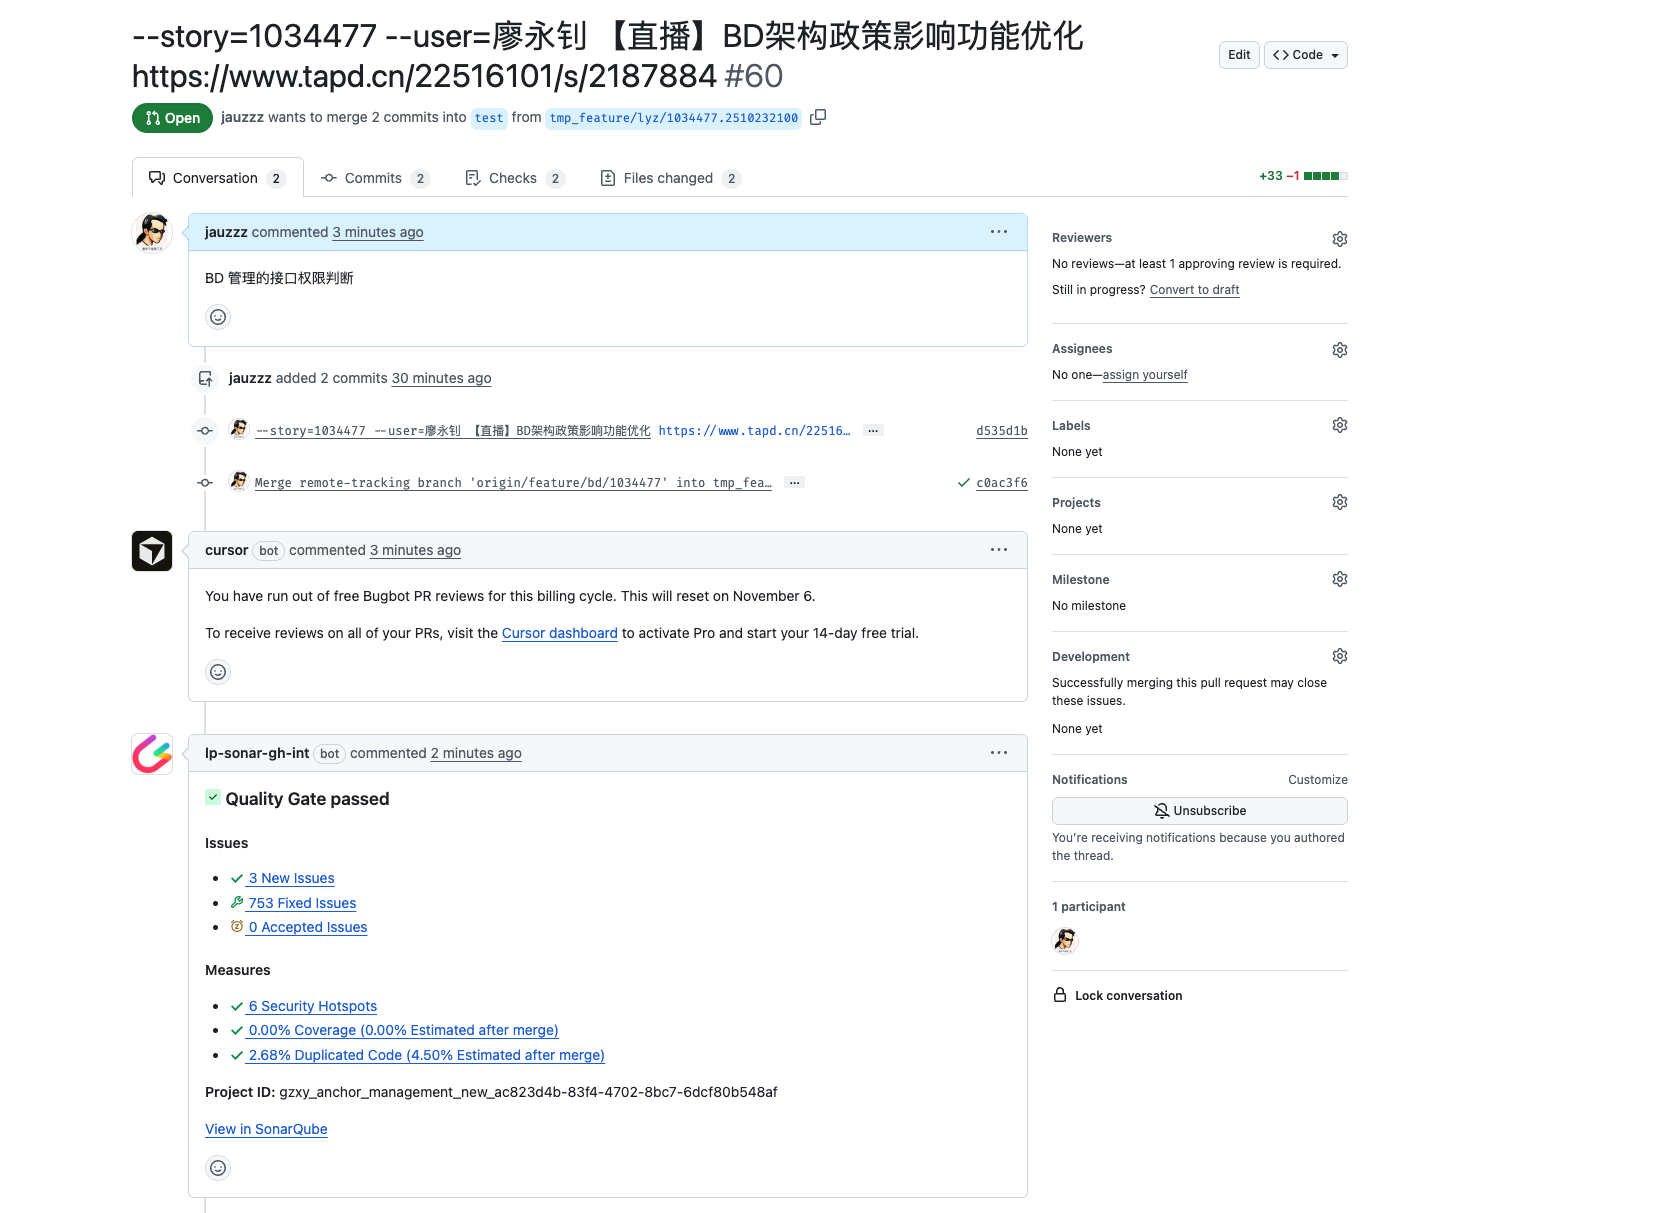 --story=1034477 --user=廖永钊 【直播】BD架构政策影响功能优化
https://www.tapd.cn/22516101/s/2187884 #60
Edit
Code
Open
jauzzz wants to merge 2 commits into test from tmp_feature/lyz/1034477.2510232100
Conversation 2
Commits 2
Checks 2
Files changed 2
+33 −1
jauzzz commented 3 minutes ago
BD 管理的接口权限判断
jauzzz added 2 commits 30 minutes ago
--story=1034477 --user=廖永钊 【直播】BD架构政策影响功能优化 https://www.tapd.cn/22516…
d535d1b
Merge remote-tracking branch 'origin/feature/bd/1034477' into tmp_fea…
c0ac3f6
cursor bot commented 3 minutes ago
You have run out of free Bugbot PR reviews for this billing cycle. This will reset on November 6.
To receive reviews on all of your PRs, visit the Cursor dashboard to activate Pro and start your 14-day free trial.
lp-sonar-gh-int bot commented 2 minutes ago
Quality Gate passed
Issues
3 New Issues
753 Fixed Issues
0 Accepted Issues
Measures
6 Security Hotspots
0.00% Coverage (0.00% Estimated after merge)
2.68% Duplicated Code (4.50% Estimated after merge)
Project ID: gzxy_anchor_management_new_ac823d4b-83f4-4702-8bc7-6dcf80b548af
View in SonarQube
Reviewers
No reviews—at least 1 approving review is required.
Still in progress? Convert to draft
Assignees
No one—assign yourself
Labels
None yet
Projects
None yet
Milestone
No milestone
Development
Successfully merging this pull request may close
these issues.
None yet
Notifications
Customize
Unsubscribe
You’re receiving notifications because you authored
the thread.
1 participant
Lock conversation